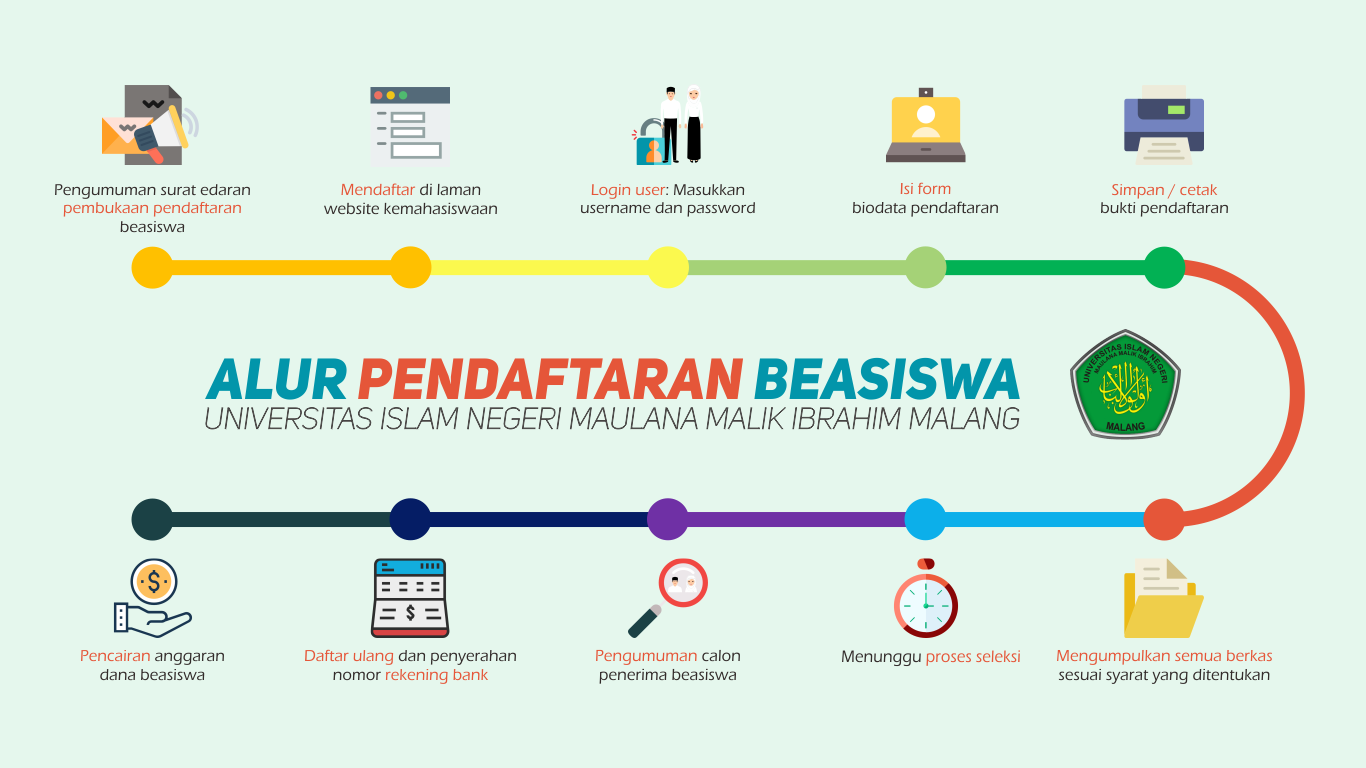 Pengumuman surat edaran
pembukaan pendaftaran
beasiswa
Mendaftar di laman
website kemahasiswaan
Login user: Masukkan
username dan password
Isi form
biodata pendaftaran
Simpan / cetak
bukti pendaftaran
ALUR PENDAFTARAN BEASISWA
UNIVERSITAS ISLAM NEGERI MAULANA MALIK IBRAHIM MALANG
UNIVERSITAS ISLAM NEGERI
MAULANA MALIK IBRAHIM
MALANG
Pencairan anggaran
dana beasiswa
Daftar ulang dan penyerahan
nomor rekening bank
Pengumuman calon
penerima beasiswa
Menunggu proses seleksi
Mengumpulkan semua berkas
sesuai syarat yang ditentukan